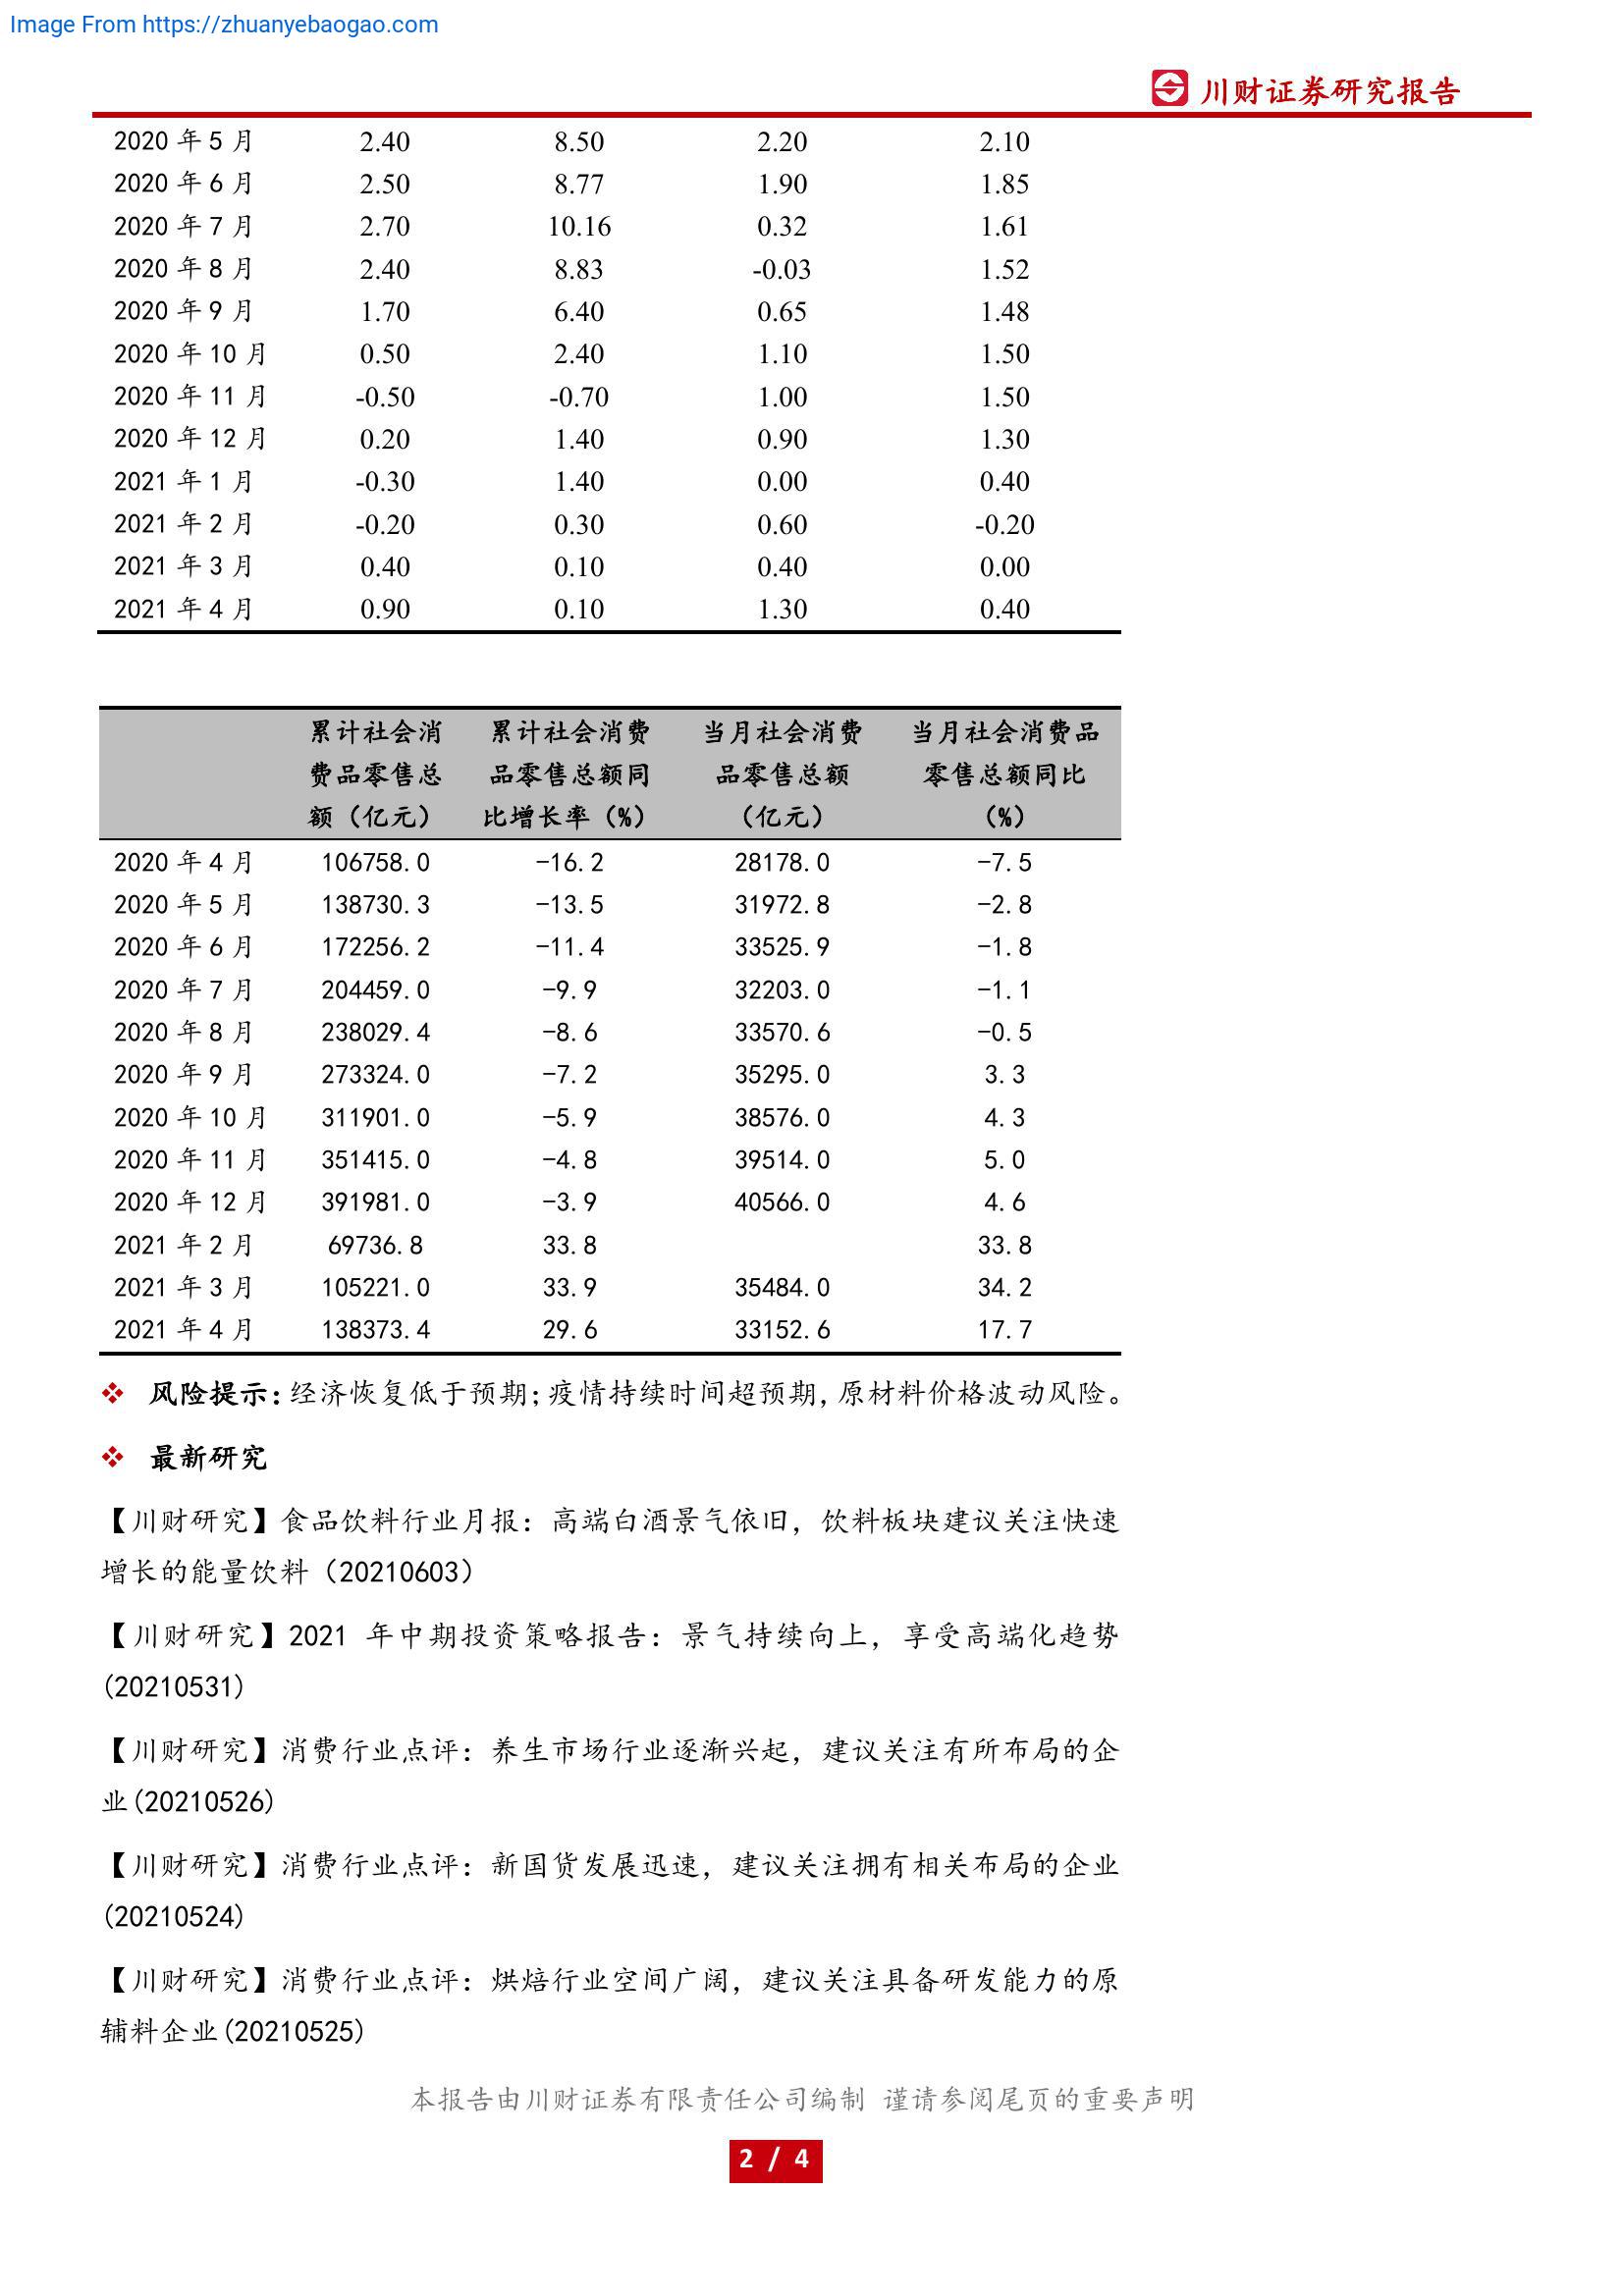 Image From https://zhuanyebaogao.com
川财证券研究报告
2020 年 5 月 2.40 8.50 2.20 2.10
2020 年 6 月 2.50 8.77 1.90 1.85
2020 年 7 月 2.70 10.16 0.32 1.61
2020 年 8 月 2.40 8.83 -0.03 1.52
2020 年 9 月 1.70 6.40 0.65 1.48
2020 年 10 月 0.50 2.40 1.10 1.50
2020 年 11 月 -0.50 -0.70 1.00 1.50
2020 年 12 月 0.20 1.40 0.90 1.30
2021 年 1 月 -0.30 1.40 0.00 0.40
2021 年 2 月 -0.20 0.30 0.60 -0.20
2021 年 3 月 0.40 0.10 0.40 0.00
2021 年 4 月 0.90 0.10 1.30 0.40
累计社会消 累计社会消费 当月社会消费 当月社会消费品
费品零售总 品零售总额同 品零售总额 零售总额同比
额（亿元） 比增长率（%） （亿元） （%）
2020 年 4 月 106758.0 -16.2 28178.0 -7.5
2020 年 5 月 138730.3 -13.5 31972.8 -2.8
2020 年 6 月 172256.2 -11.4 33525.9 -1.8
2020 年 7 月 204459.0 -9.9 32203.0 -1.1
2020 年 8 月 238029.4 -8.6 33570.6 -0.5
2020 年 9 月 273324.0 -7.2 35295.0 3.3
2020 年 10 月 311901.0 -5.9 38576.0 4.3
2020 年 11 月 351415.0 -4.8 39514.0 5.0
2020 年 12 月 391981.0 -3.9 40566.0 4.6
2021 年 2 月 69736.8 33.8 33.8
2021 年 3 月 105221.0 33.9 35484.0 34.2
2021 年 4 月 138373.4 29.6 33152.6 17.7
风险提示：经济恢复低于预期；疫情持续时间超预期，原材料价格波动风险。
最新研究
【川财研究】食品饮料行业月报：高端白酒景气依旧，饮料板块建议关注快速
增长的能量饮料（20210603）
【川财研究】2021 年中期投资策略报告：景气持续向上，享受高端化趋势
(20210531)
【川财研究】消费行业点评：养生市场行业逐渐兴起，建议关注有所布局的企
业(20210526)
【川财研究】消费行业点评：新国货发展迅速，建议关注拥有相关布局的企业
(20210524)
【川财研究】消费行业点评：烘焙行业空间广阔，建议关注具备研发能力的原
辅料企业(20210525)
本报告由川财证券有限责任公司编制 谨请参阅尾页的重要声明
2 / 4